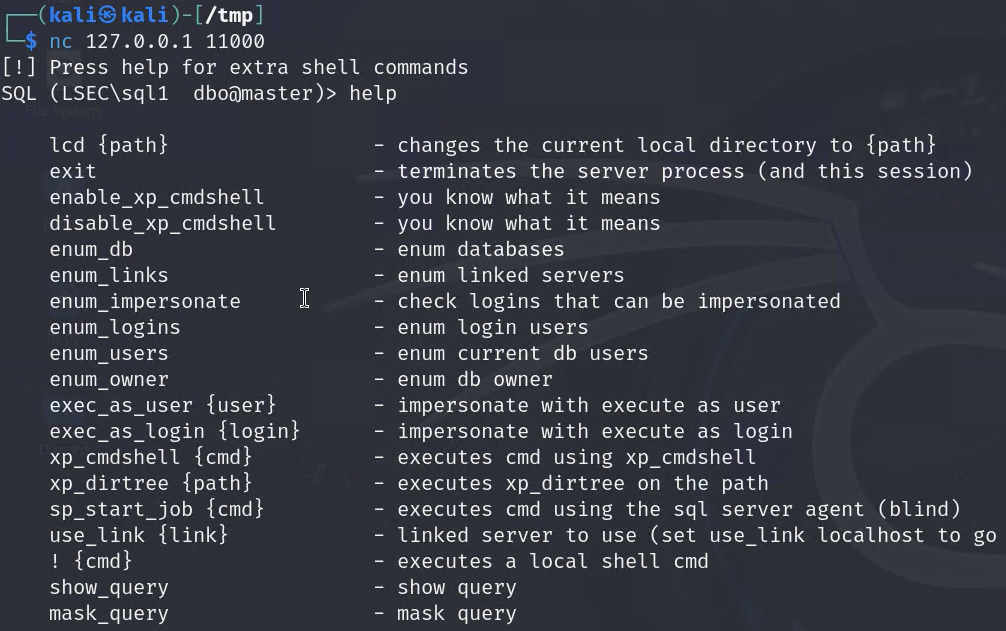 ┌──(kali㉿kali)-[/tmp]
└─$ nc 127.0.0.1 11000
[!] Press help for extra shell commands
SQL (LSEC\sql1  dbo@master)> help
File System
lcd {path} - changes the current local directory to {path}
exit - terminates the server process (and this session)
enable_xp_cmdshell - you know what it means
disable_xp_cmdshell - you know what it means
enum_db - enum databases
enum_links - enum linked servers
enum_impersonate - check logins that can be impersonated
enum_logins - enum login users
enum_users - enum current db users
enum_owner - enum db owner
exec_as_user {user} - impersonate with execute as user
exec_as_login {login} - impersonate with execute as login
xp_cmdshell {cmd} - executes cmd using xp_cmdshell
xp_dirtree {path} - executes xp_dirtree on the path
sp_start_job {cmd} - executes cmd using the sql server agent (blind)
use_link {link} - linked server to use (set use_link localhost to go
! {cmd} - executes a local shell cmd
show_query - show query
mask_query - mask query